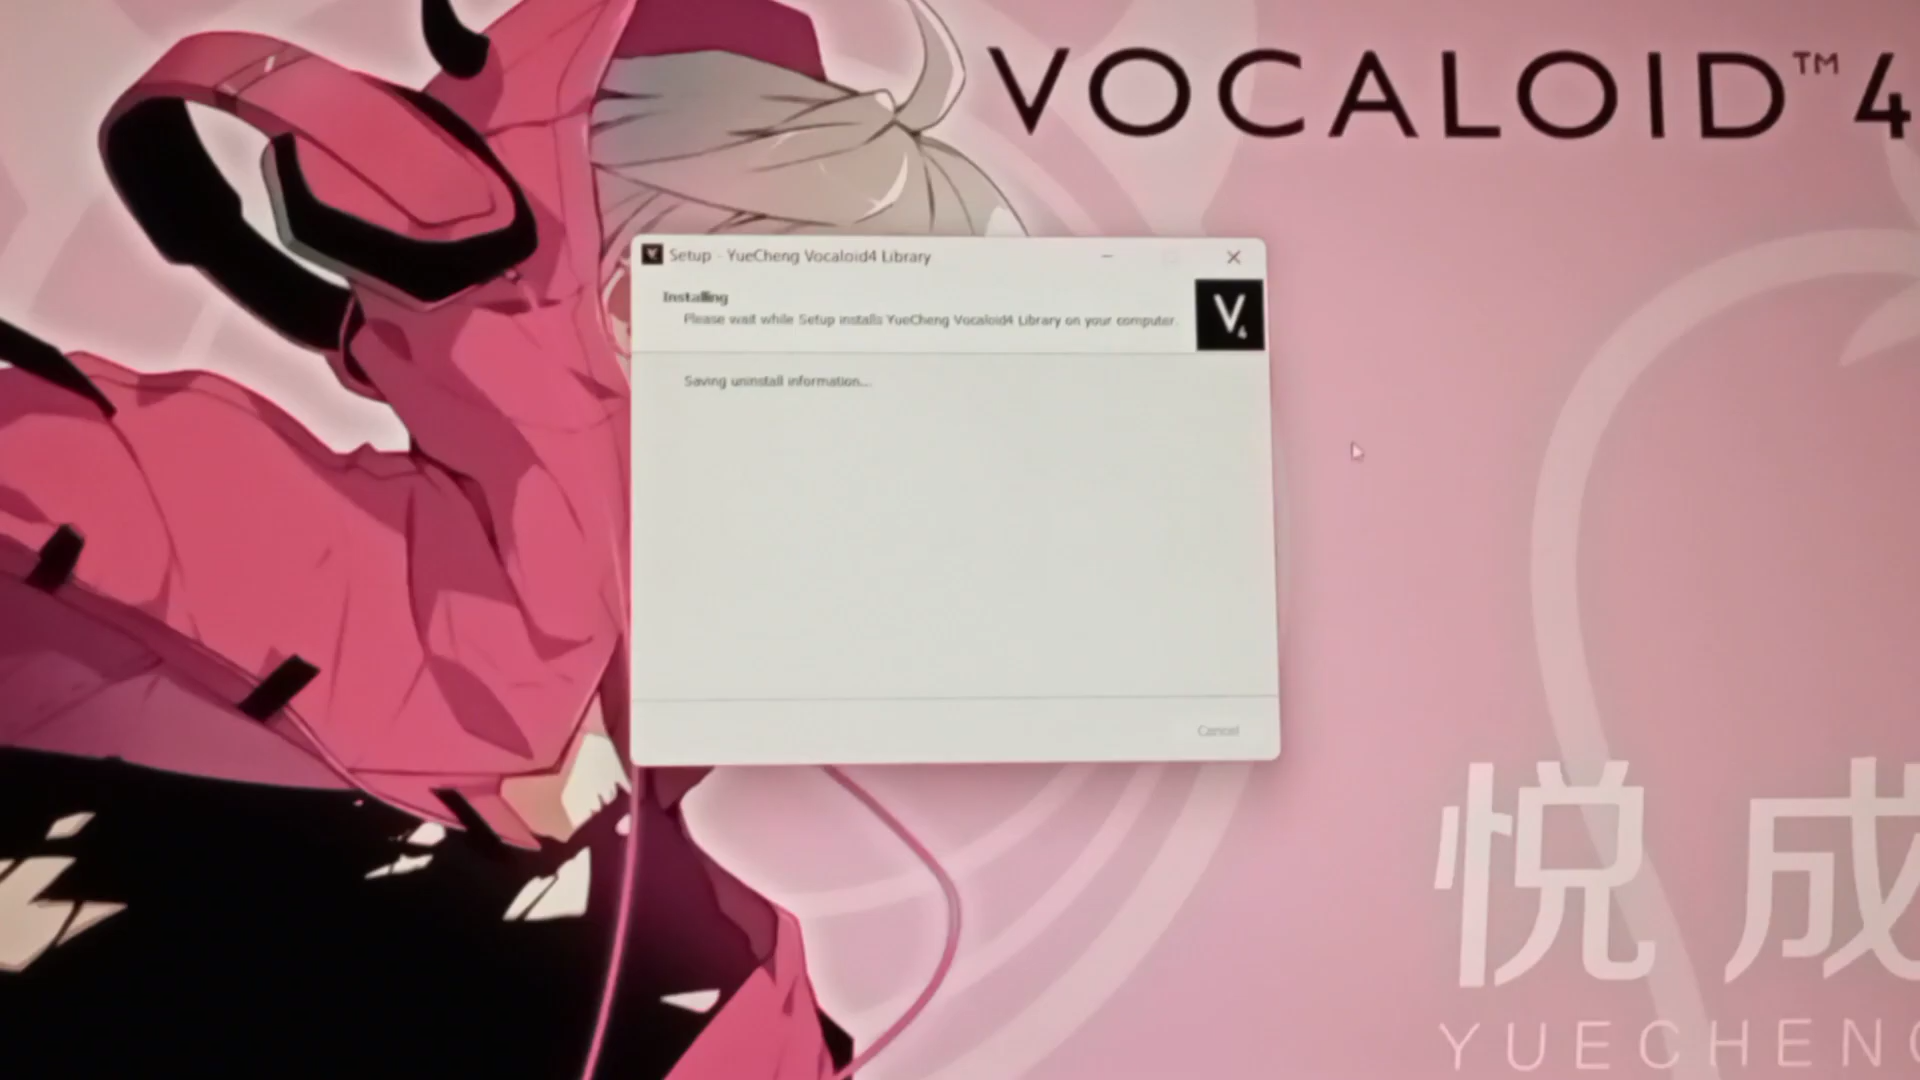 VOCALOID™4
Setup - YueCheng Vocaloid4 Library
Installing
Please wait while Setup installs YueCheng Vocaloid4 Library on your computer.
V4
Saving uninstall information...
Cancel
悦成
YUECHENG